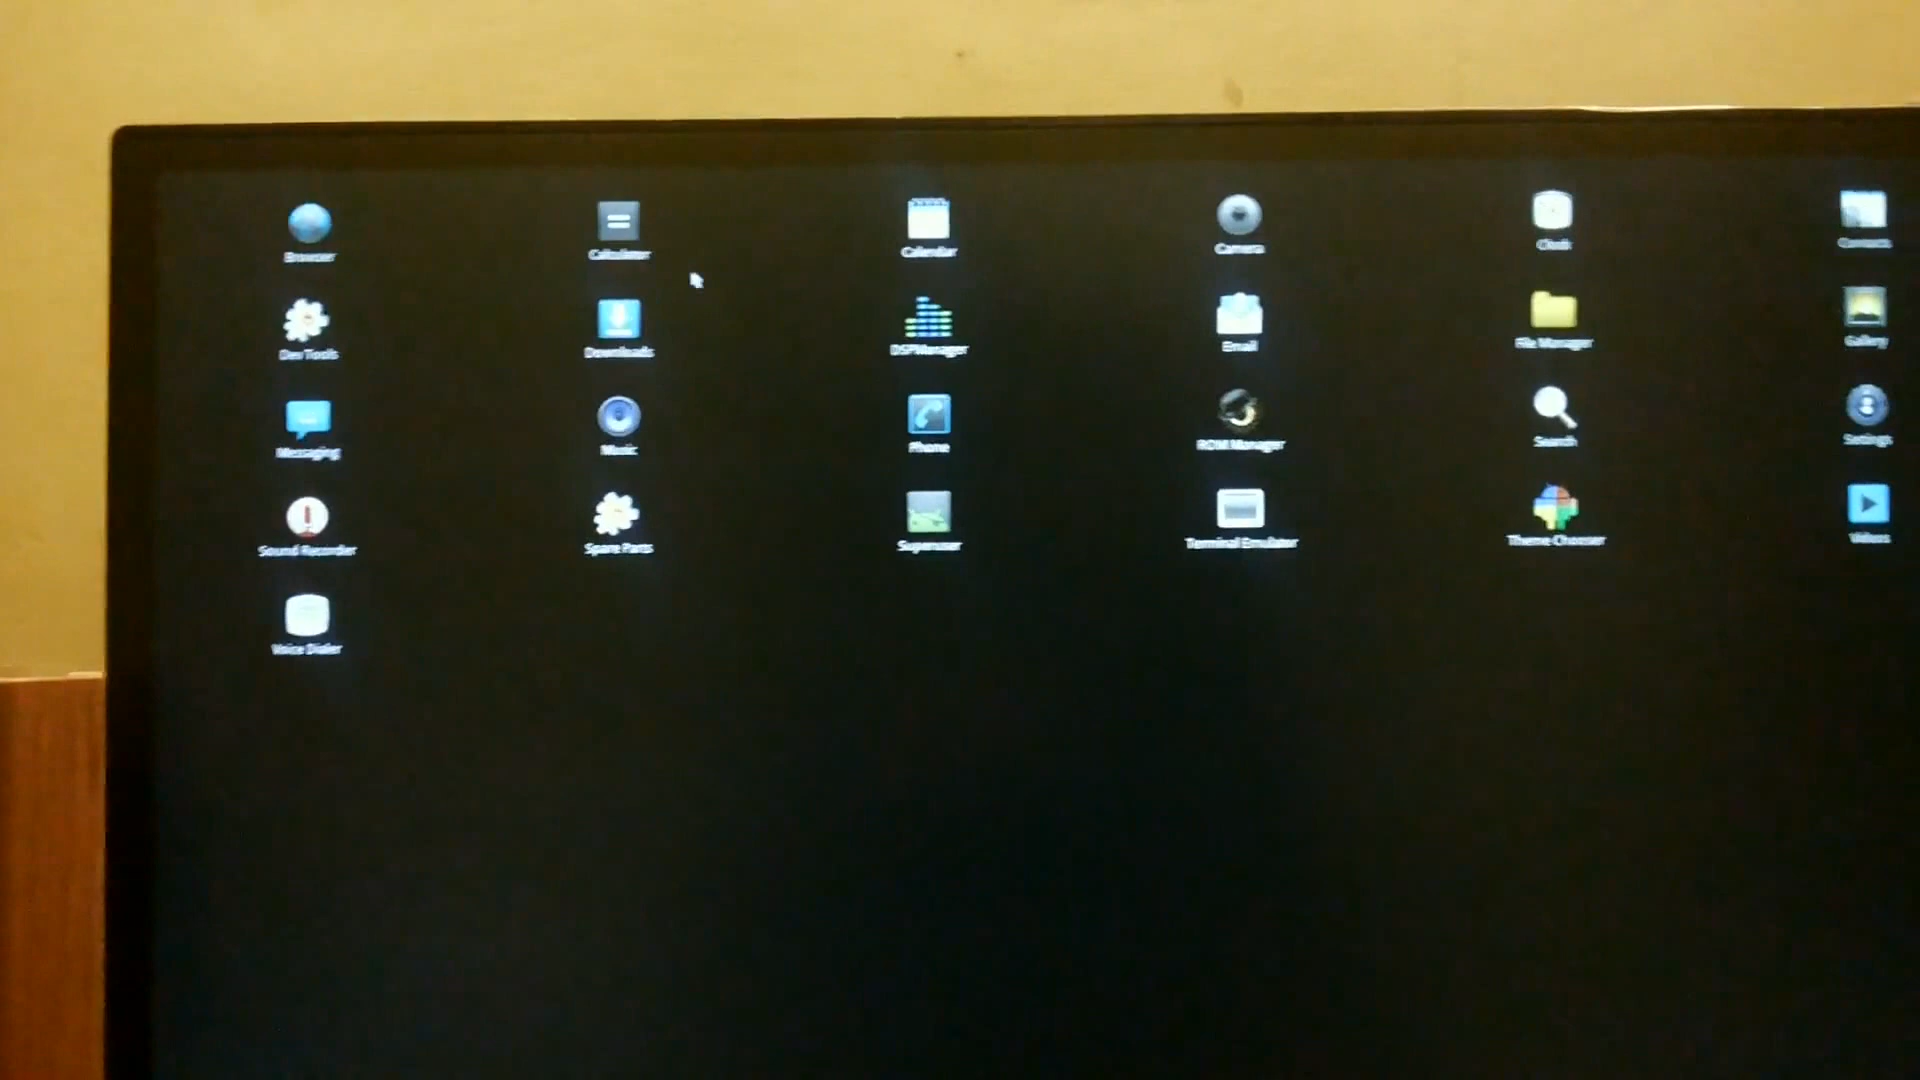 Browser
Calculator
Calendar
Camera
Clock
Contacts
Dev Tools
Downloads
DSPManager
Email
File Manager
Gallery
Messaging
Music
Phone
ROM Manager
Search
Settings
Sound Recorder
Spare Parts
Superuser
Terminal Emulator
Theme Chooser
Videos
Voice Dialer